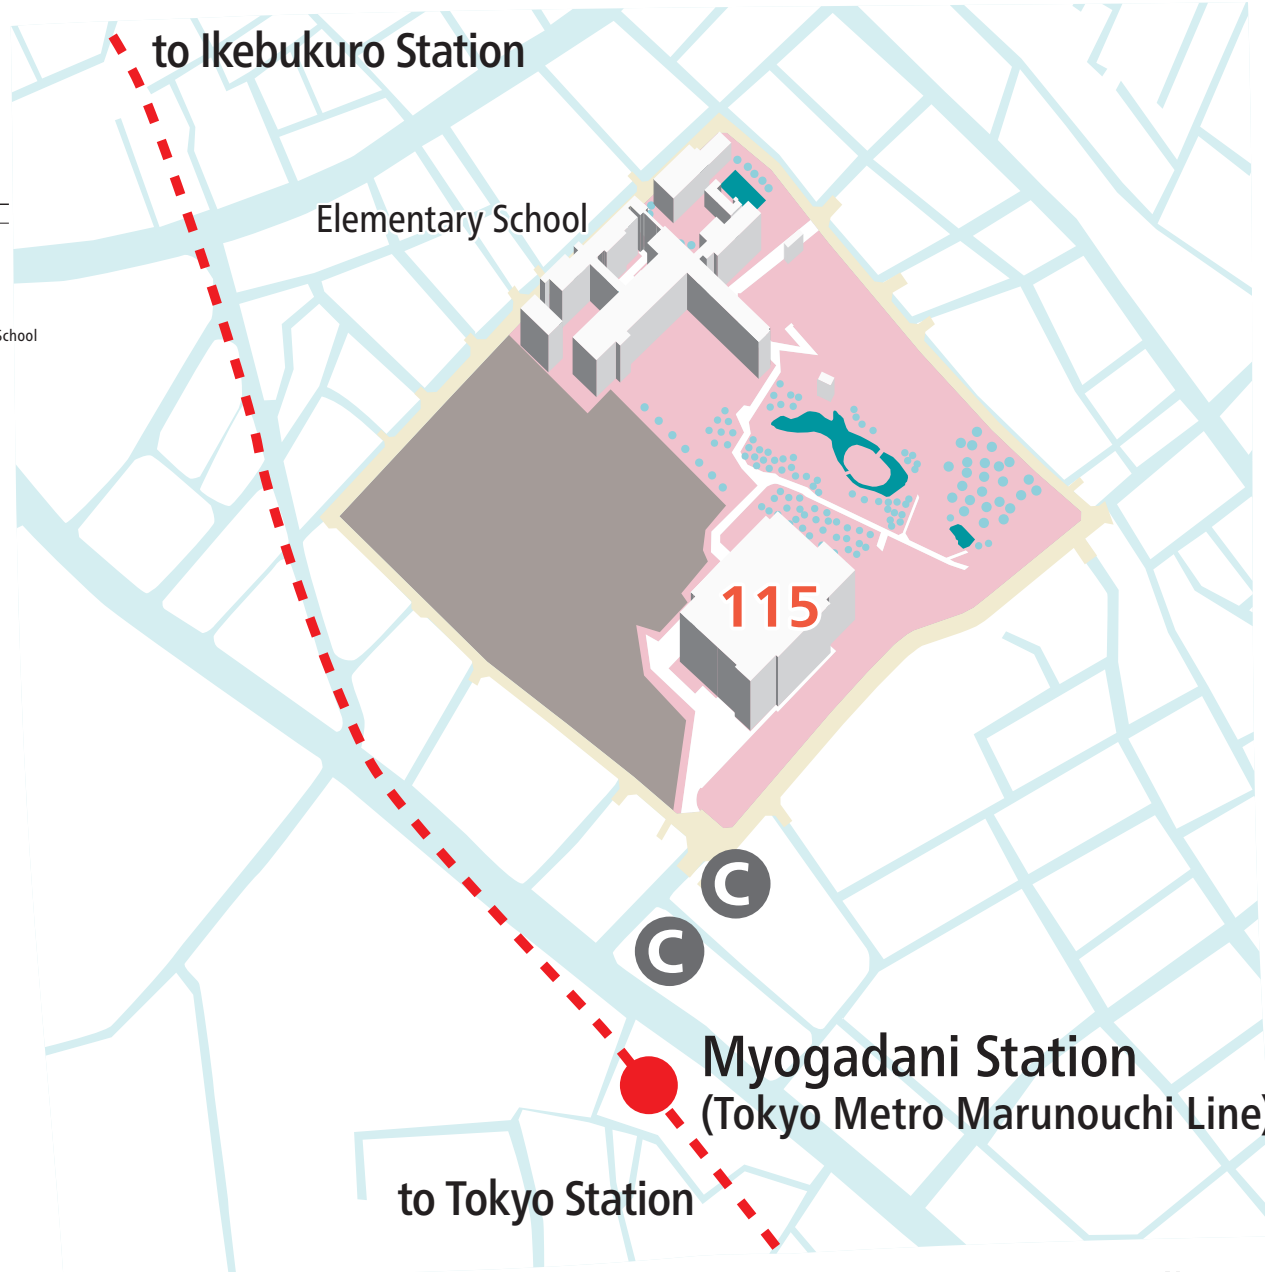 to Ikebukuro Station
Elementary School
School
115
C
C
Myogadani Station
(Tokyo Metro Marunouchi Line)
to Tokyo Station